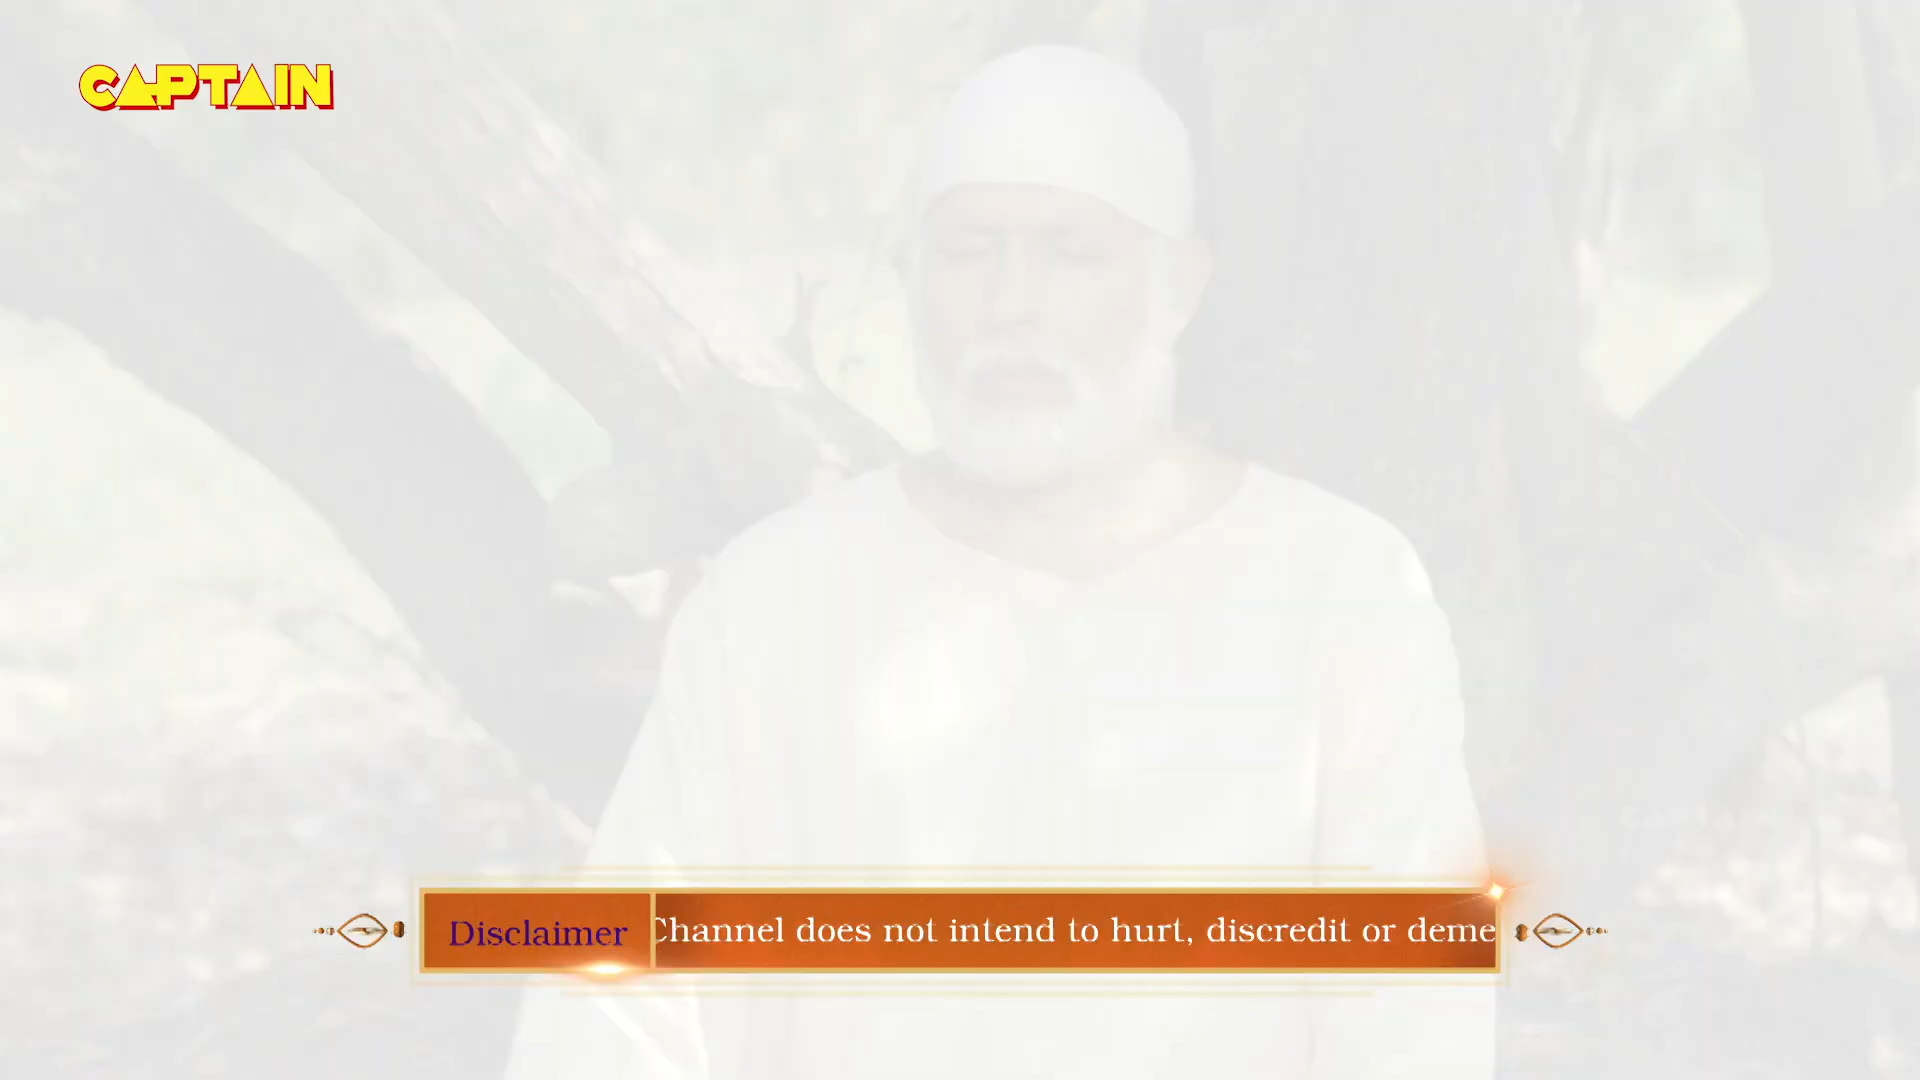 CAPTAIN
Disclaimer
Channel does not intend to hurt, discredit or deme